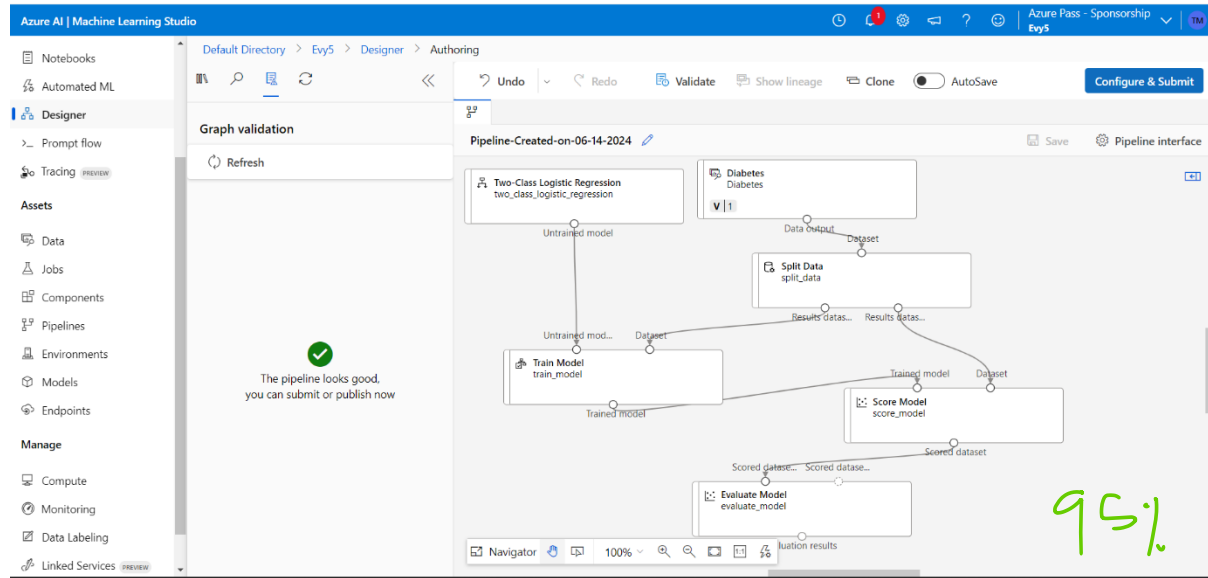 Azure AI | Machine Learning Studio
1
Azure Pass - Sponsorship
Evy5
TM
Notebooks
Automated ML
Designer
Prompt flow
Tracing PREVIEW
Assets
Data
Jobs
Components
Pipelines
Environments
Models
Endpoints
Manage
Compute
Monitoring
Data Labeling
Linked Services PREVIEW
Default Directory > Evy5 > Designer > Authoring
Graph validation
Refresh
The pipeline looks good,
you can submit or publish now
Undo
Redo
Validate
Show lineage
Clone
AutoSave
Configure & Submit
Pipeline-Created-on-06-14-2024
Save
Pipeline interface
Two-Class Logistic Regression
two_class_logistic_regression
Untrained model
Diabetes
Diabetes
V | 1
Data output
Dataset
Split Data
split_data
Results datas...
Results datas...
Untrained mod...
Dataset
Train Model
train_model
Trained model
Trained model
Dataset
Score Model
score_model
Scored dataset
Scored datase...
Scored datase...
Evaluate Model
evaluate_model
luation results
Navigator
100%
1:1
95%